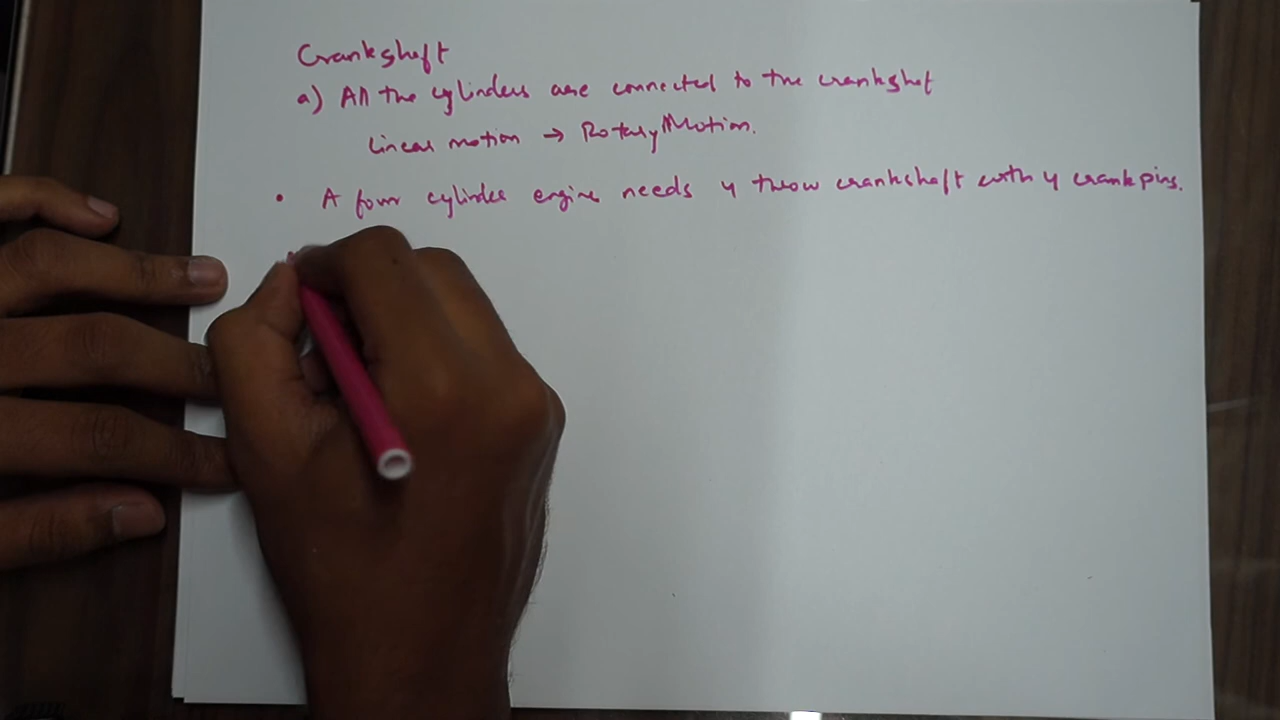 Crankshaft
a) All the cylinders are connected to the crankshaft
Linear motion → Rotary Motion.
• A four cylinder engine needs 4 throw crankshaft with 4 crankpins.